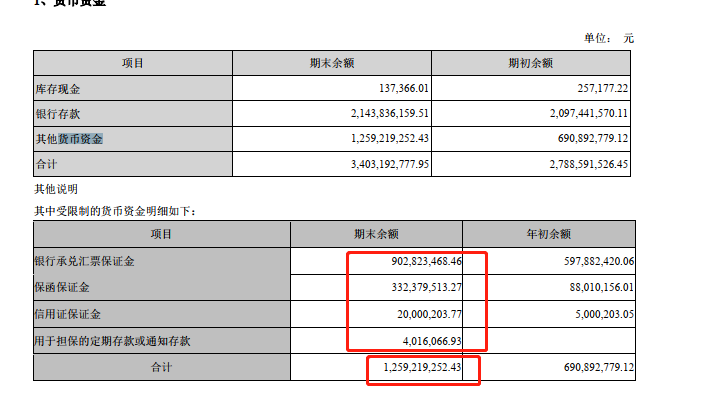 1、货币资金
单位： 元
项目 期末余额 期初余额
库存现金 137,366.01 257,177.22
银行存款 2,143,836,159.51 2,097,441,570.11
其他货币资金 1,259,219,252.43 690,892,779.12
合计 3,403,192,777.95 2,788,591,526.45
其他说明
其中受限制的货币资金明细如下：
项目 期末余额 年初余额
银行承兑汇票保证金 902,823,468.46 597,882,420.06
保函保证金 332,379,513.27 88,010,156.01
信用证保证金 20,000,203.77 5,000,203.05
用于担保的定期存款或通知存款 4,016,066.93
合计 1,259,219,252.43 690,892,779.12